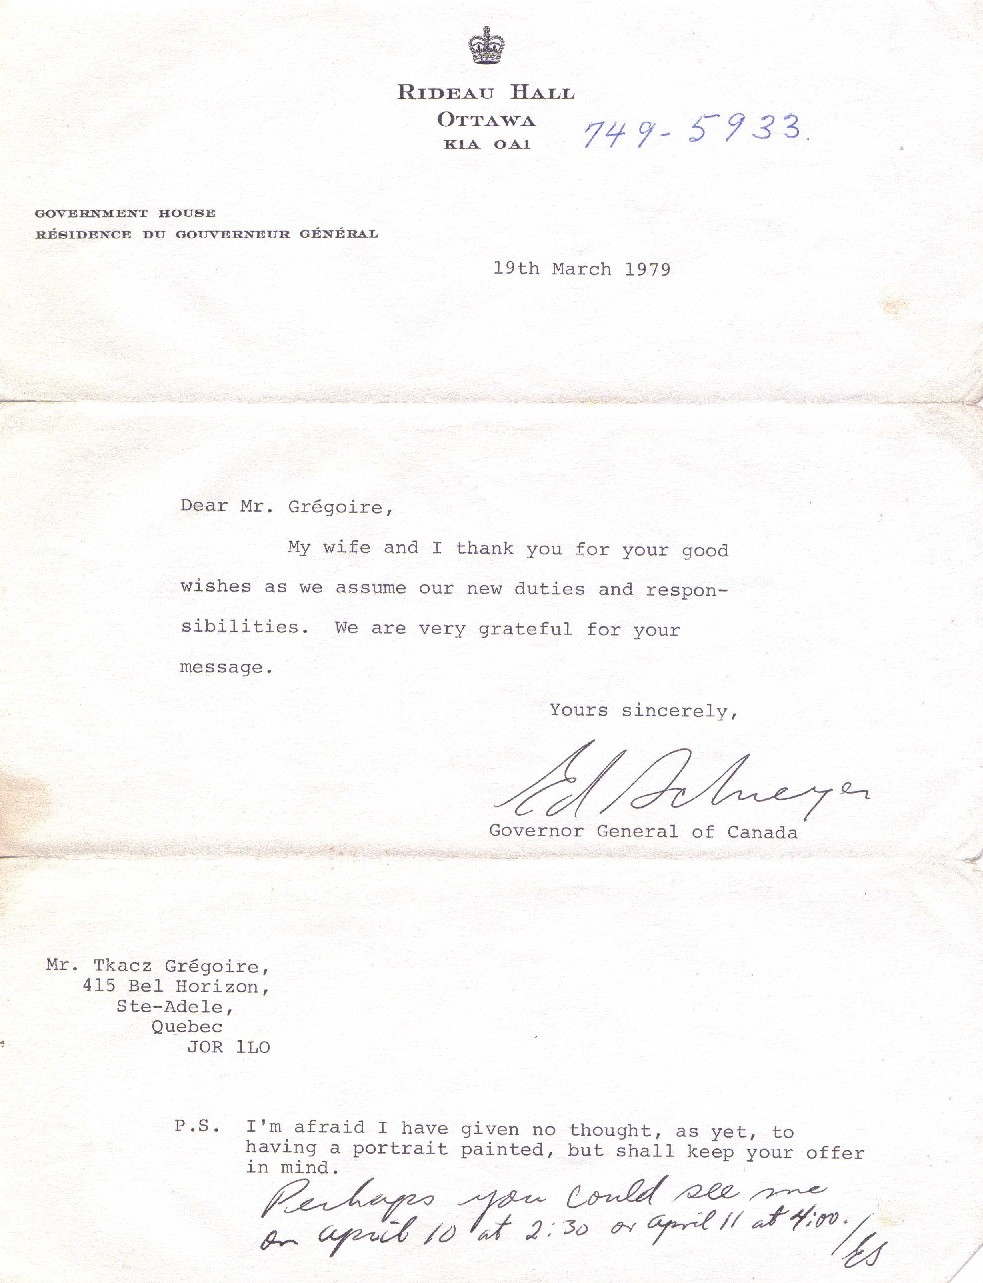 RIDEAU HALL
OTTAWA
K1A 0A1
749-5933.
GOVERNMENT HOUSE
RÉSIDENCE DU GOUVERNEUR GÉNÉRAL
19th March 1979
Dear Mr. Grégoire,
My wife and I thank you for your good
wishes as we assume our new duties and respon-
sibilities. We are very grateful for your
message.
Yours sincerely,
Ed Schreyer
Governor General of Canada
Mr. Tkacz Grégoire,
415 Bel Horizon,
Ste-Adele,
Quebec
JOR 1LO
P.S. I'm afraid I have given no thought, as yet, to
having a portrait painted, but shall keep your offer
in mind.
Perhaps you could see me
on april 10 at 2:30 or april 11 at 4:00./
ES